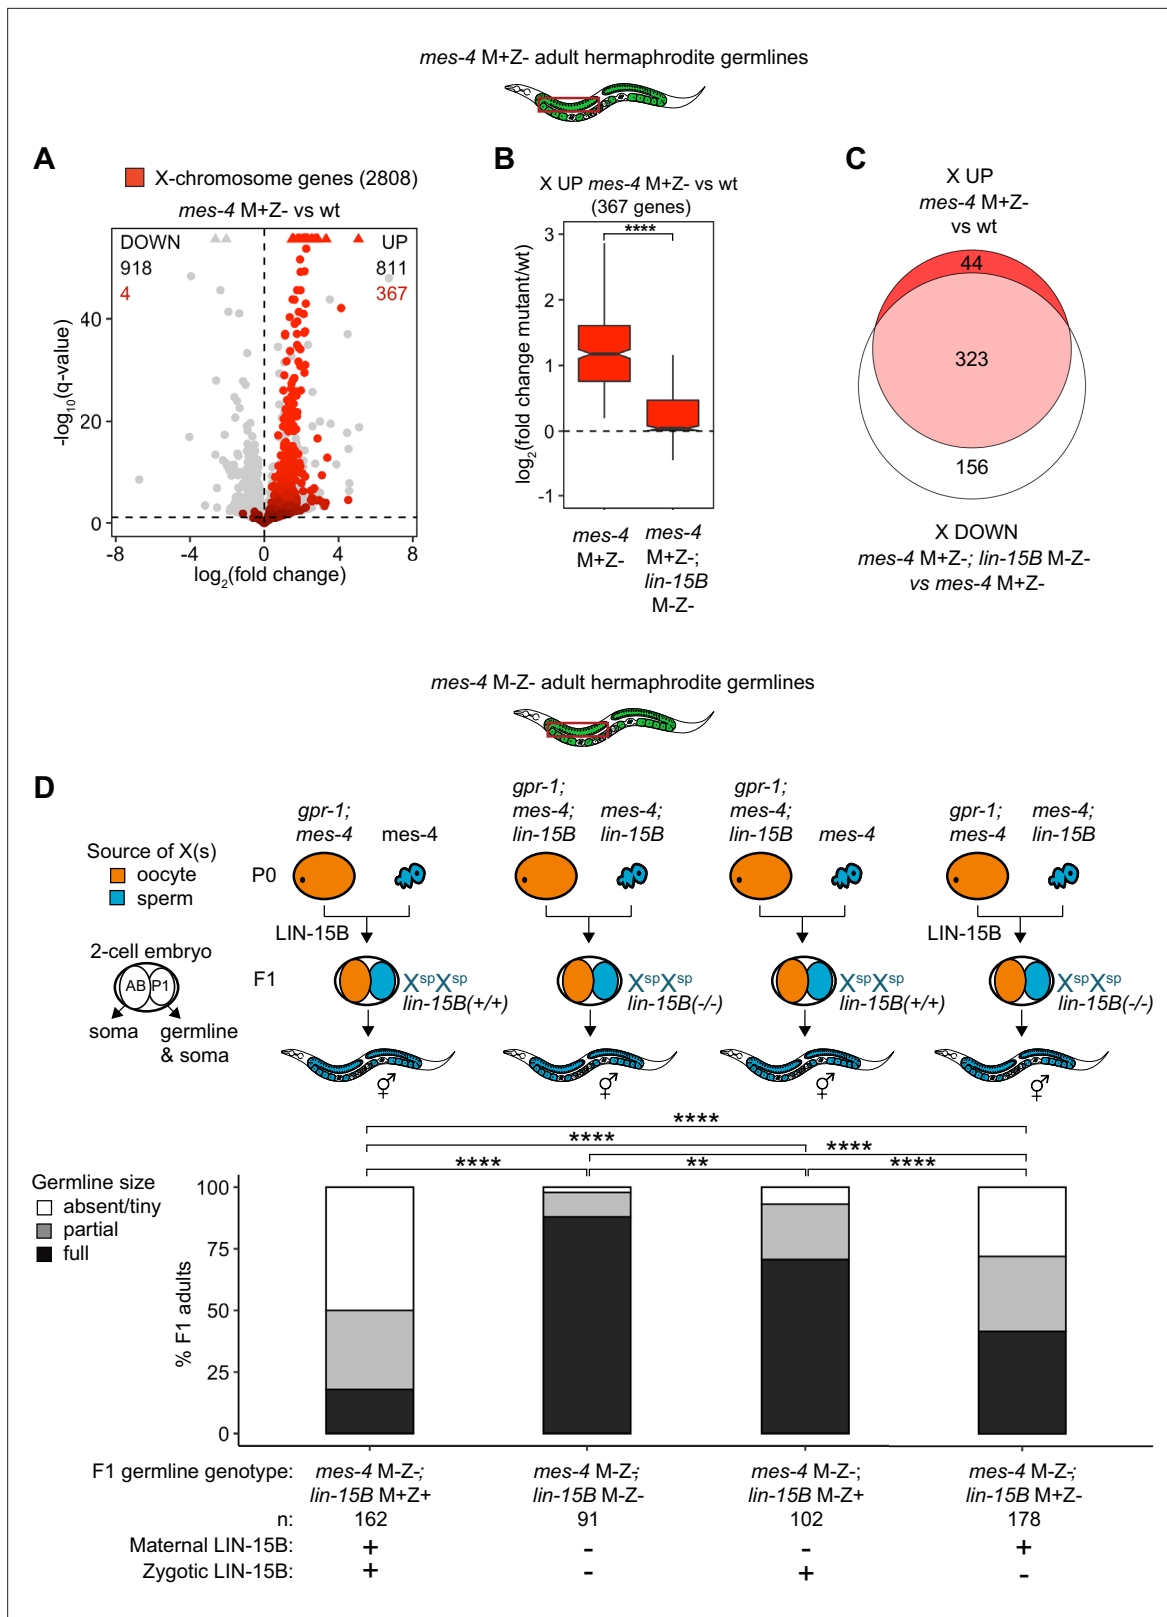 mes-4 M+Z- adult hermaphrodite germlines
A
X-chromosome genes (2808)
mes-4 M+Z- vs wt
DOWN
918
4
UP
811
367
-log10(q-value)
40
20
0
-8
-4
0
4
8
log2(fold change)
B
X UP mes-4 M+Z- vs wt
(367 genes)
****
log2(fold change mutant/wt)
3
2
1
0
-1
mes-4
M+Z-
mes-4
M+Z-;
lin-15B
M-Z-
C
X UP
mes-4 M+Z-
vs wt
44
323
156
X DOWN
mes-4 M+Z-; lin-15B M-Z-
vs mes-4 M+Z-
mes-4 M-Z- adult hermaphrodite germlines
D
Source of X(s)
oocyte
sperm
2-cell embryo
AB
P1
soma
germline
& soma
P0
F1
gpr-1;
mes-4
mes-4
LIN-15B
XspXsp
lin-15B(+/+)
gpr-1;
mes-4;
lin-15B
mes-4;
lin-15B
XspXsp
lin-15B(-/-)
gpr-1;
mes-4;
lin-15B
mes-4
XspXsp
lin-15B(+/+)
gpr-1;
mes-4
mes-4;
lin-15B
LIN-15B
XspXsp
lin-15B(-/-)
⚥
⚥
⚥
⚥
****
****
****
****
**
****
Germline size
absent/tiny
partial
full
% F1 adults
100
75
50
25
0
F1 germline genotype:
mes-4 M-Z-;
lin-15B M+Z+
mes-4 M-Z-;
lin-15B M-Z-
mes-4 M-Z-;
lin-15B M-Z+
mes-4 M-Z-;
lin-15B M+Z-
n: 162 91 102 178
Maternal LIN-15B: + - - +
Zygotic LIN-15B: + - + -